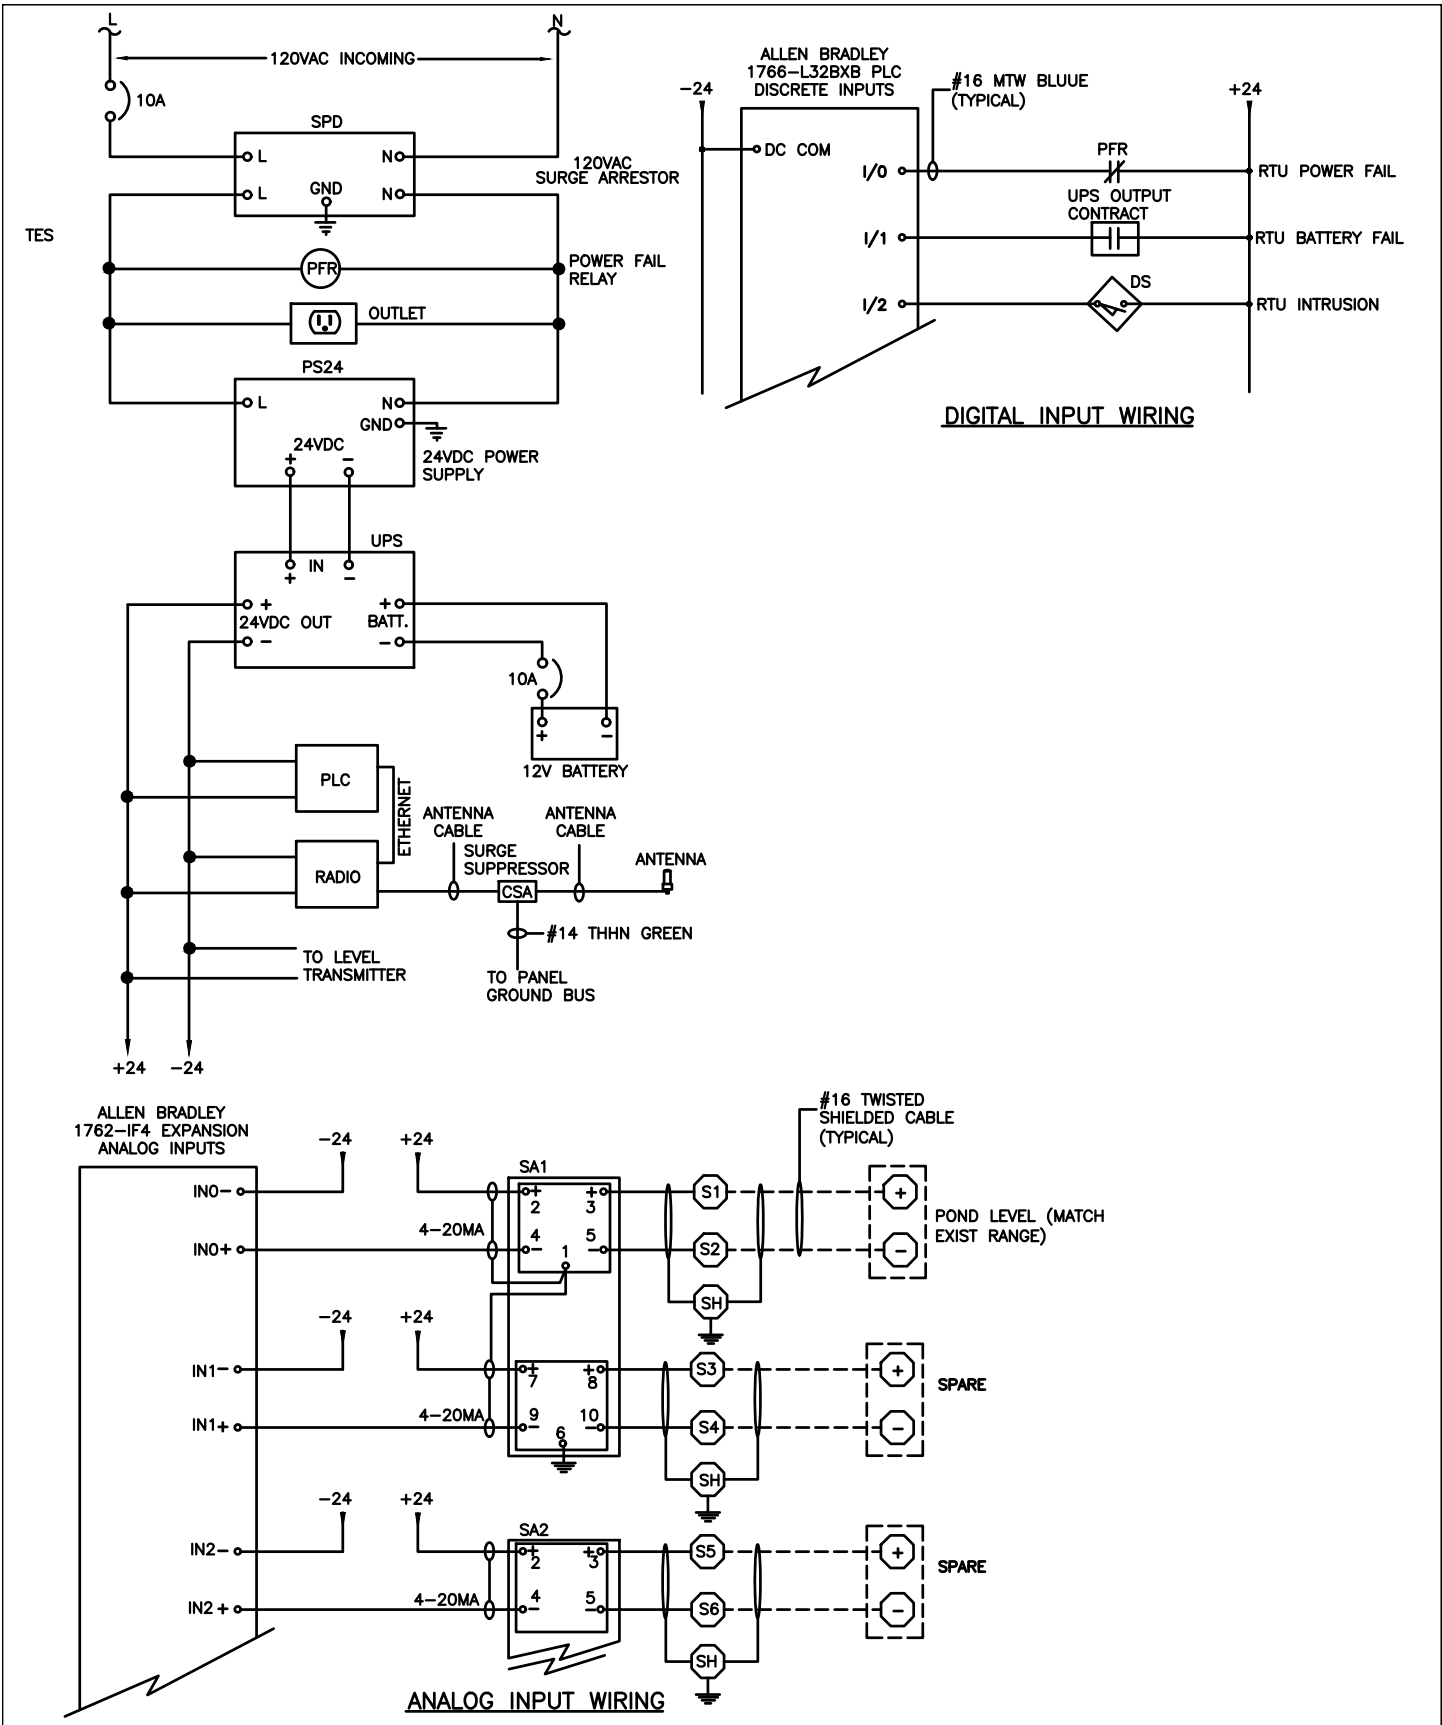 L
N
120VAC INCOMING
10A
SPD
L
N
120VAC
SURGE ARRESTOR
L
GND
N
TES
PFR
POWER FAIL
RELAY
OUTLET
PS24
L
N
GND
24VDC
+ -
24VDC POWER
SUPPLY
UPS
IN
+ -
+
24VDC OUT
-
+
BATT.
-
10A
+ -
12V BATTERY
PLC
ETHERNET
RADIO
ANTENNA
CABLE
ANTENNA
CABLE
SURGE
SUPPRESSOR
CSA
ANTENNA
#14 THHN GREEN
TO PANEL
GROUND BUS
TO LEVEL
TRANSMITTER
+24
-24
ALLEN BRADLEY
1766-L32BXB PLC
DISCRETE INPUTS
-24
#16 MTW BLUUE
(TYPICAL)
+24
DC COM
I/0
PFR
RTU POWER FAIL
UPS OUTPUT
CONTRACT
I/1
RTU BATTERY FAIL
DS
I/2
RTU INTRUSION
DIGITAL INPUT WIRING
ALLEN BRADLEY
1762-IF4 EXPANSION
ANALOG INPUTS
-24
+24
SA1
#16 TWISTED
SHIELDED CABLE
(TYPICAL)
IN0-
+
2
+
3
S1
+
POND LEVEL (MATCH
EXIST RANGE)
4-20MA
IN0+
4
-
1
5
-
S2
-
SH
-24
+24
IN1-
+
7
+
8
S3
+
SPARE
4-20MA
IN1+
9
-
6
10
-
S4
-
SH
-24
+24
SA2
IN2-
+
2
+
3
S5
+
SPARE
4-20MA
IN2+
4
-
5
-
S6
-
SH
ANALOG INPUT WIRING